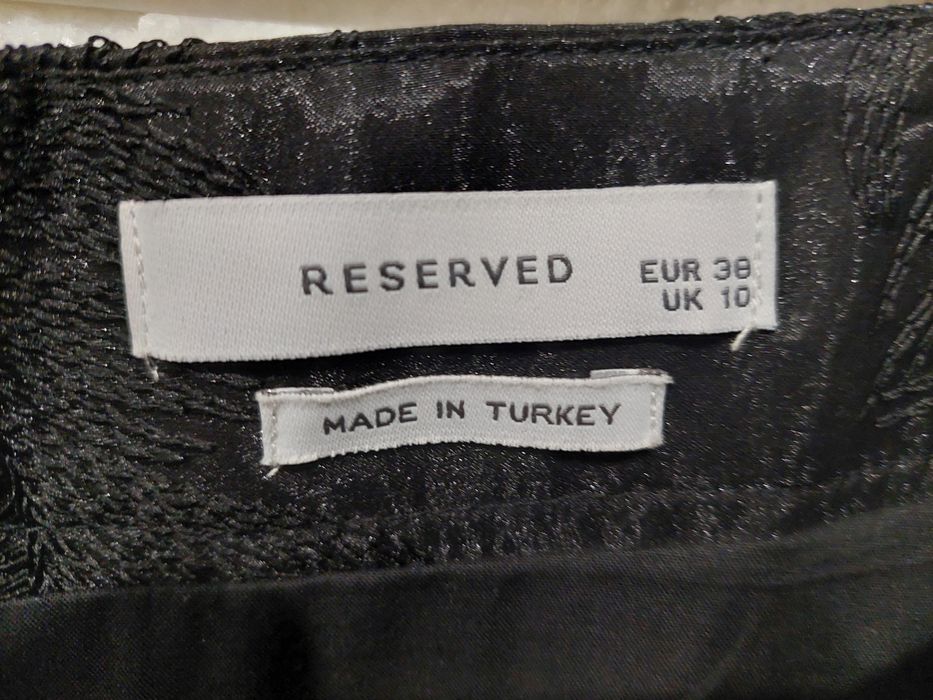 RESERVED
EUR 38
UK 10
MADE IN TURKEY